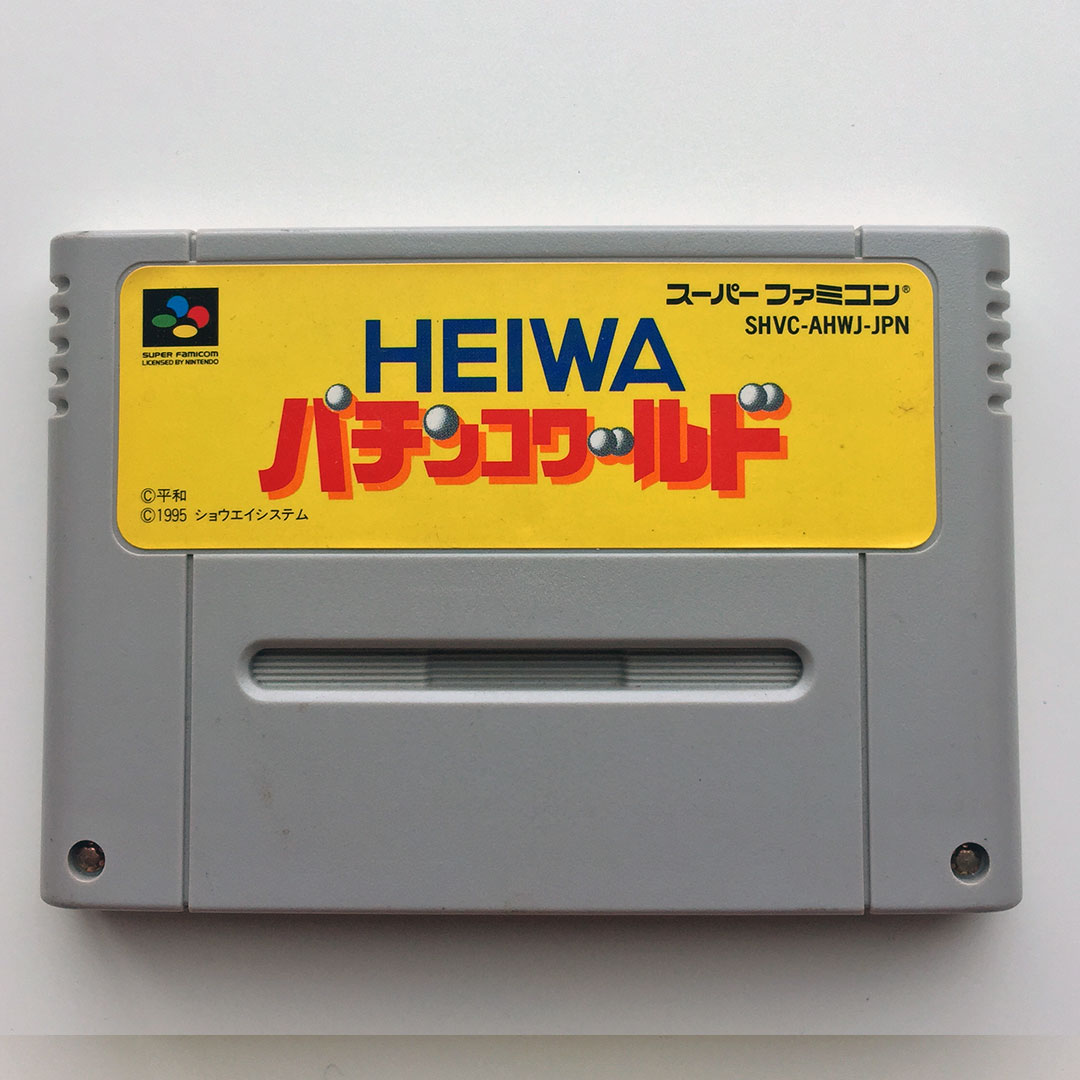 スーパーファミコン®
SHVC-AHWJ-JPN
SUPER FAMICOM
LICENSED BY NINTENDO
HEIWA
パチンコワールド
©平和
©1995 ショウエイシステム